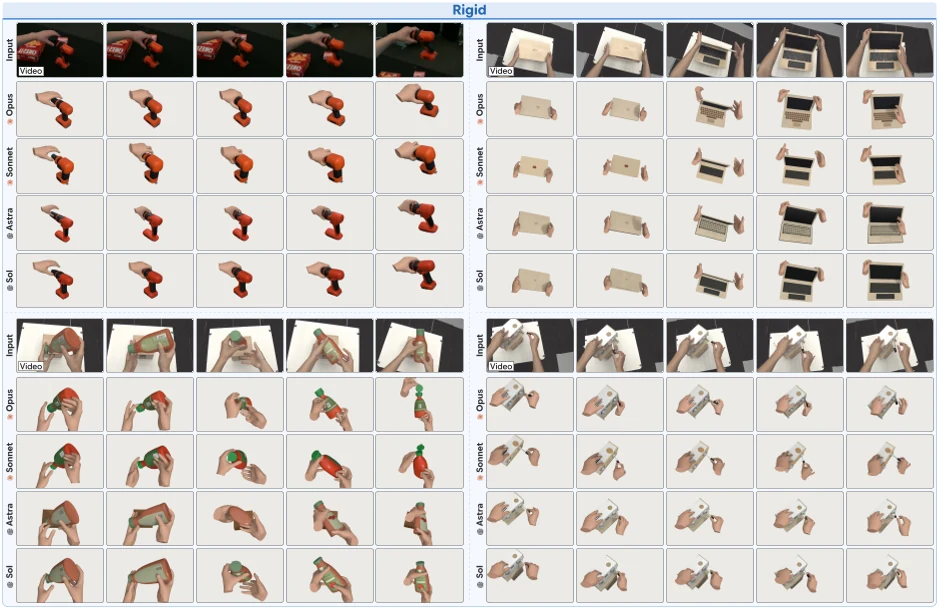 Rigid
Input
Video
Opus
Sonnet
Astra
Sol
Input
Video
Opus
Sonnet
Astra
Sol
Input
Video
Opus
Sonnet
Astra
Sol
Input
Video
Opus
Sonnet
Astra
Sol